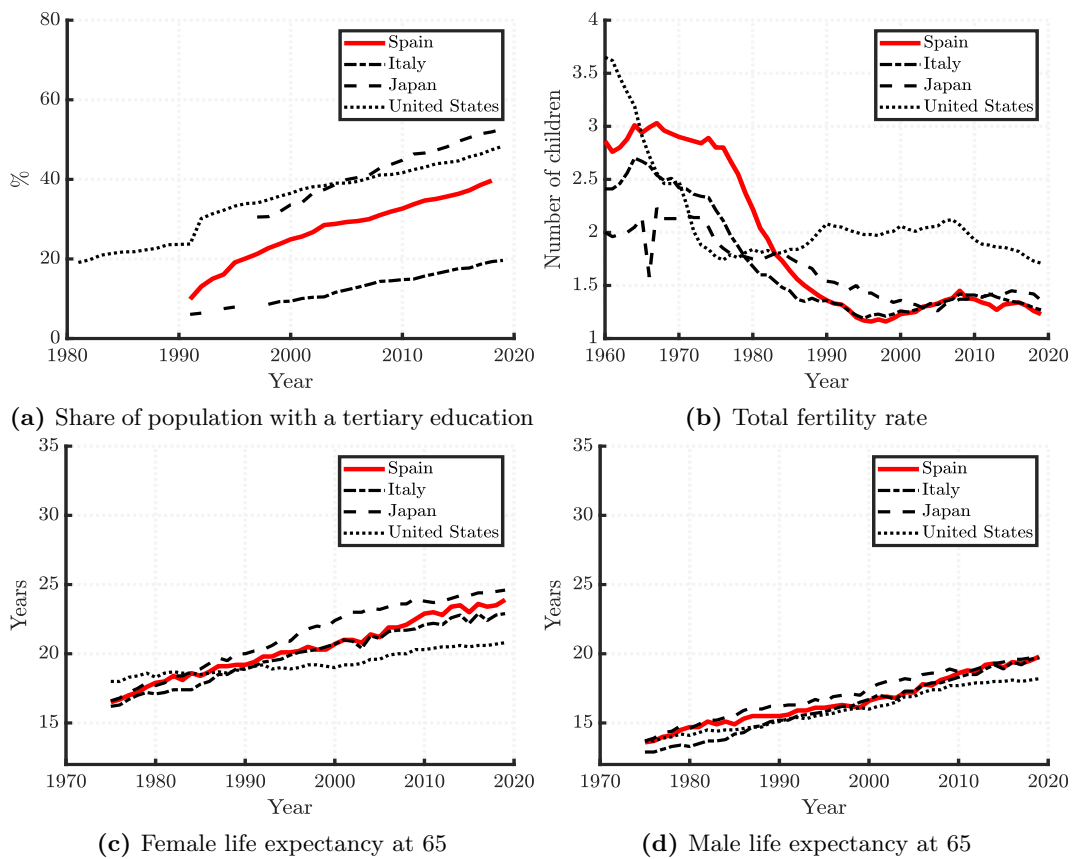 80
60
40
20
0
%
1980
1990
2000
2010
2020
Year
Spain
Italy
Japan
United States
(a) Share of population with a tertiary education
4
3.5
3
2.5
2
1.5
1
Number of children
1960
1970
1980
1990
2000
2010
2020
Year
Spain
Italy
Japan
United States
(b) Total fertility rate
35
30
25
20
15
Years
1970
1980
1990
2000
2010
2020
Year
Spain
Italy
Japan
United States
(c) Female life expectancy at 65
35
30
25
20
15
Years
1970
1980
1990
2000
2010
2020
Year
Spain
Italy
Japan
United States
(d) Male life expectancy at 65